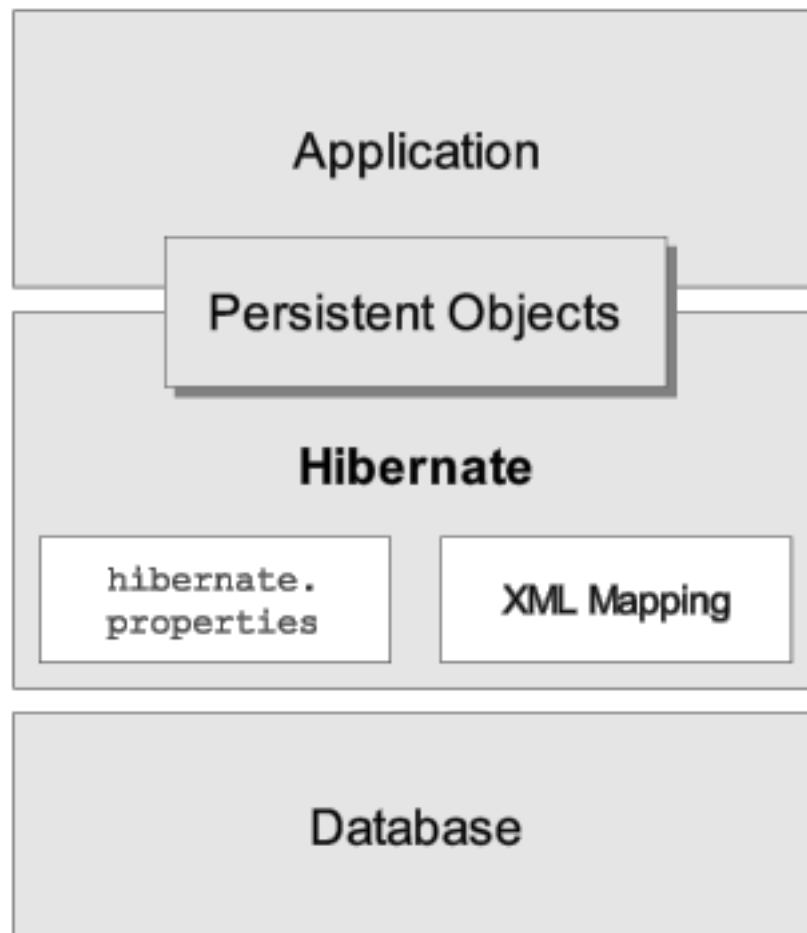 Application
Persistent Objects
Hibernate
hibernate.
properties
XML Mapping
Database